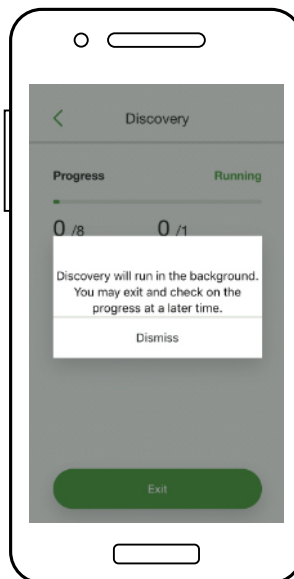 Discovery
Progress Running
0 /8 0 /1
Discovery will run in the background.
You may exit and check on the
progress at a later time.
Dismiss
Exit